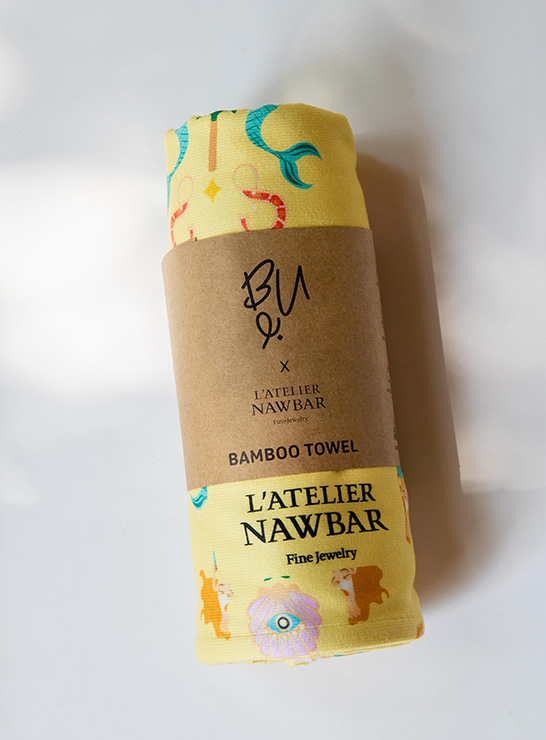 BU
&.
X
L'ATELIER
NAWBAR
Fine Jewelry
BAMBOO TOWEL
L'ATELIER
NAWBAR
Fine Jewelry